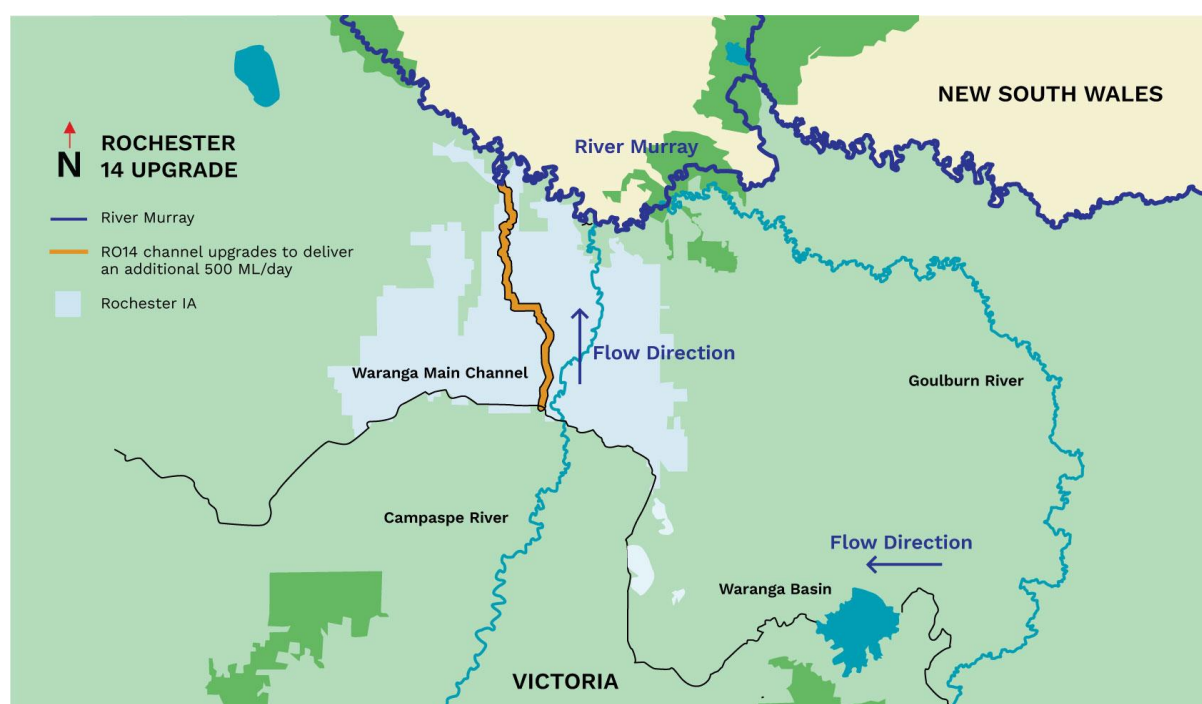 NEW SOUTH WALES
N
ROCHESTER
14 UPGRADE
River Murray
River Murray
RO14 channel upgrades to deliver
an additional 500 ML/day
Rochester IA
Flow Direction
Waranga Main Channel
Goulburn River
Campaspe River
Flow Direction
Waranga Basin
VICTORIA